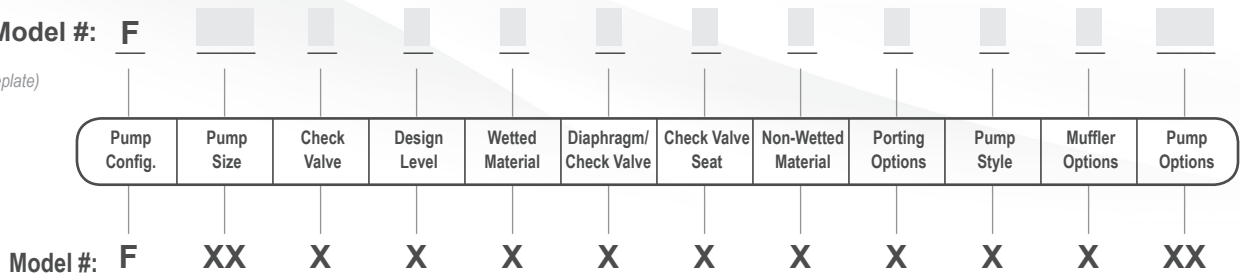 Model #: F
eplate)
Pump Config. Pump Size Check Valve Design Level Wetted Material Diaphragm/ Check Valve Check Valve Seat Non-Wetted Material Porting Options Pump Style Muffler Options Pump Options
Model #: F XX X X X X X X X X X XX